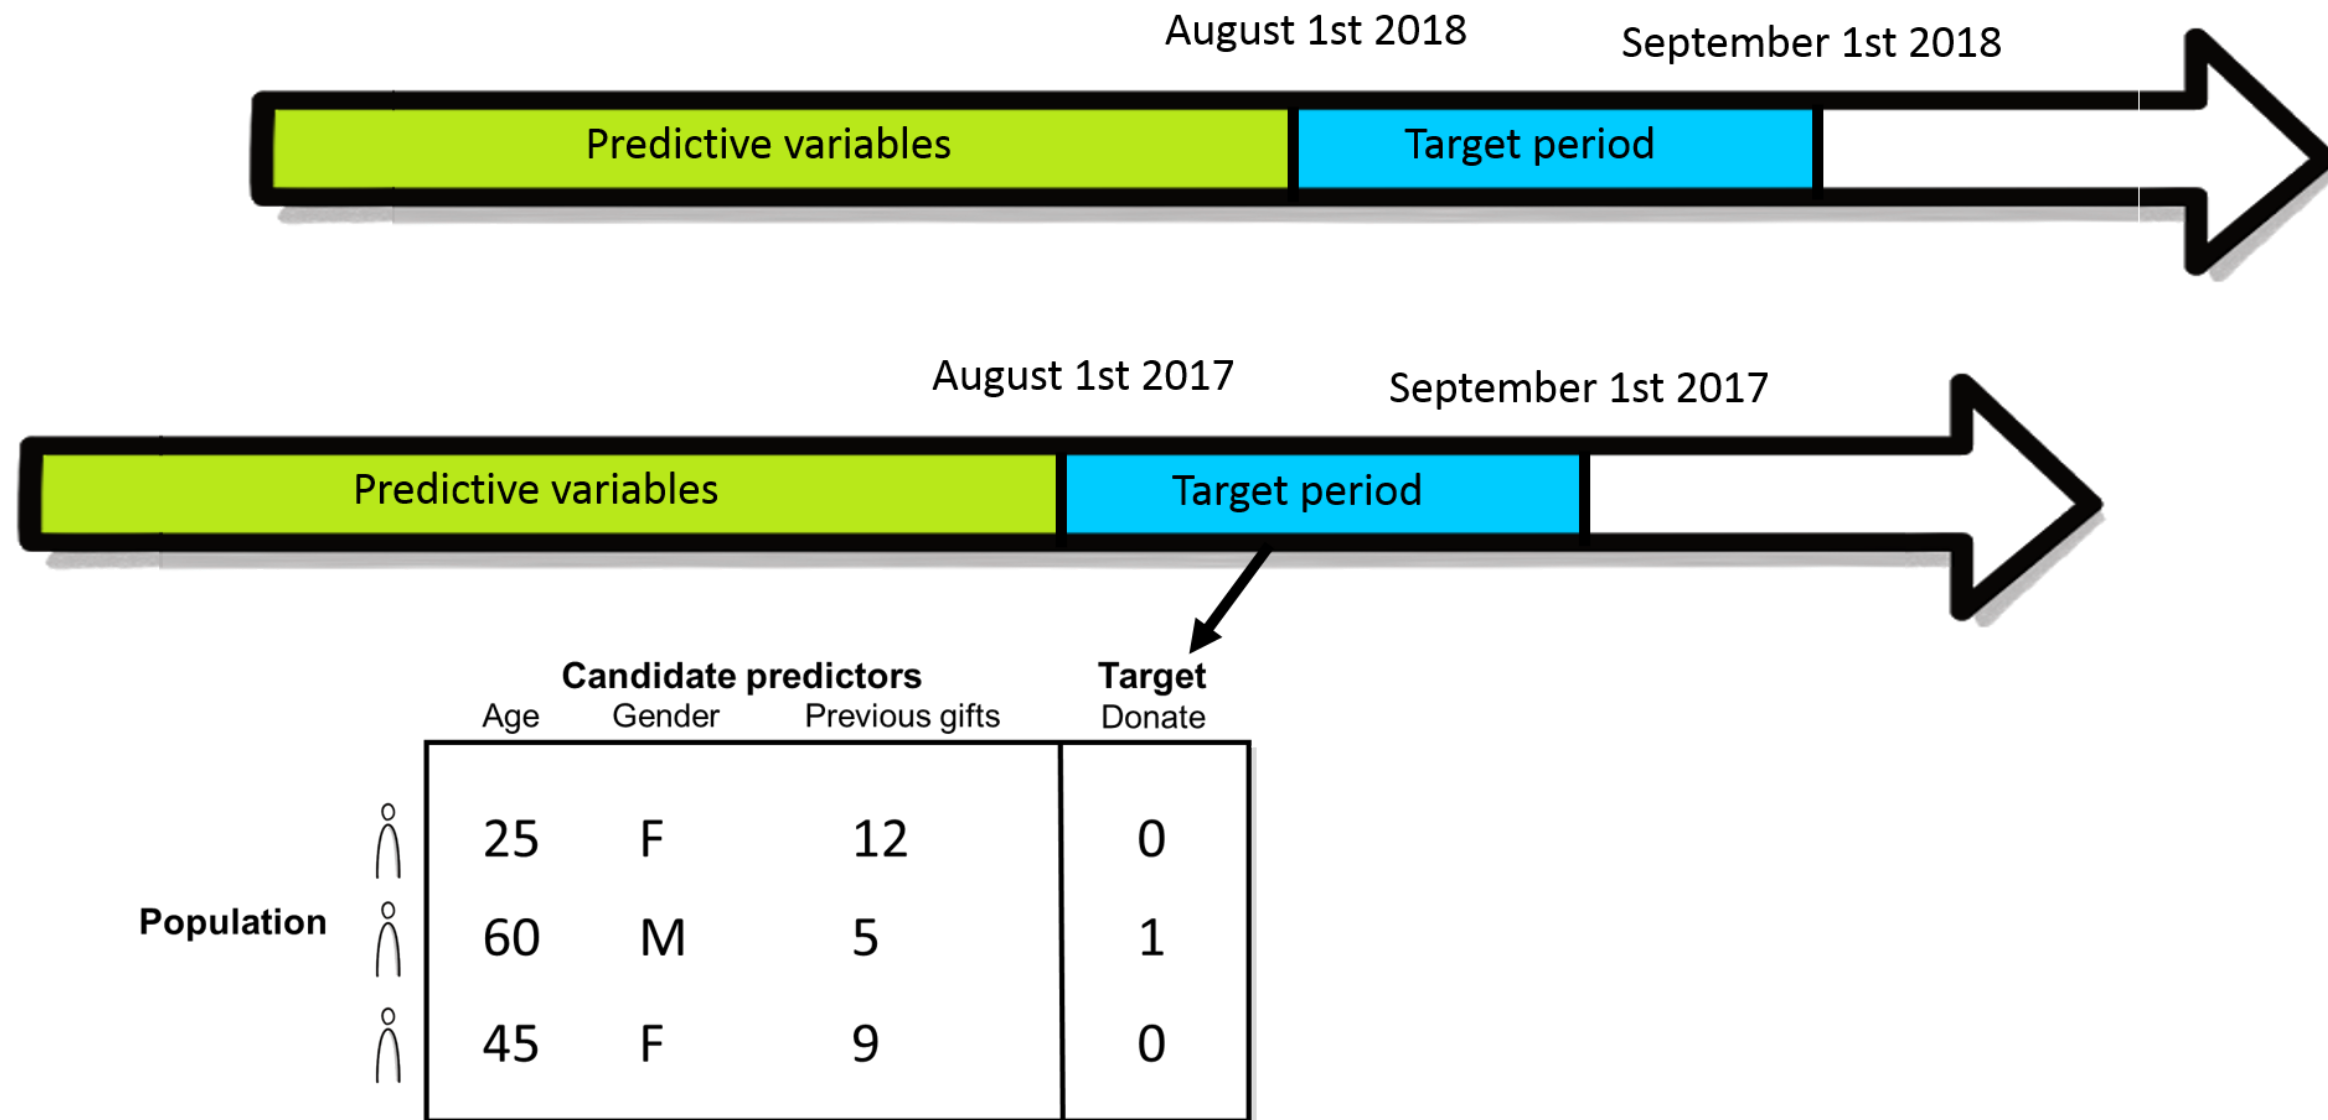 August 1st 2018
September 1st 2018
Predictive variables
Target period
August 1st 2017
September 1st 2017
Predictive variables
Target period
Candidate predictors
Target
Age
Gender
Previous gifts
Donate
25 F 12 0
Population
60 M 5 1
45 F 9 0